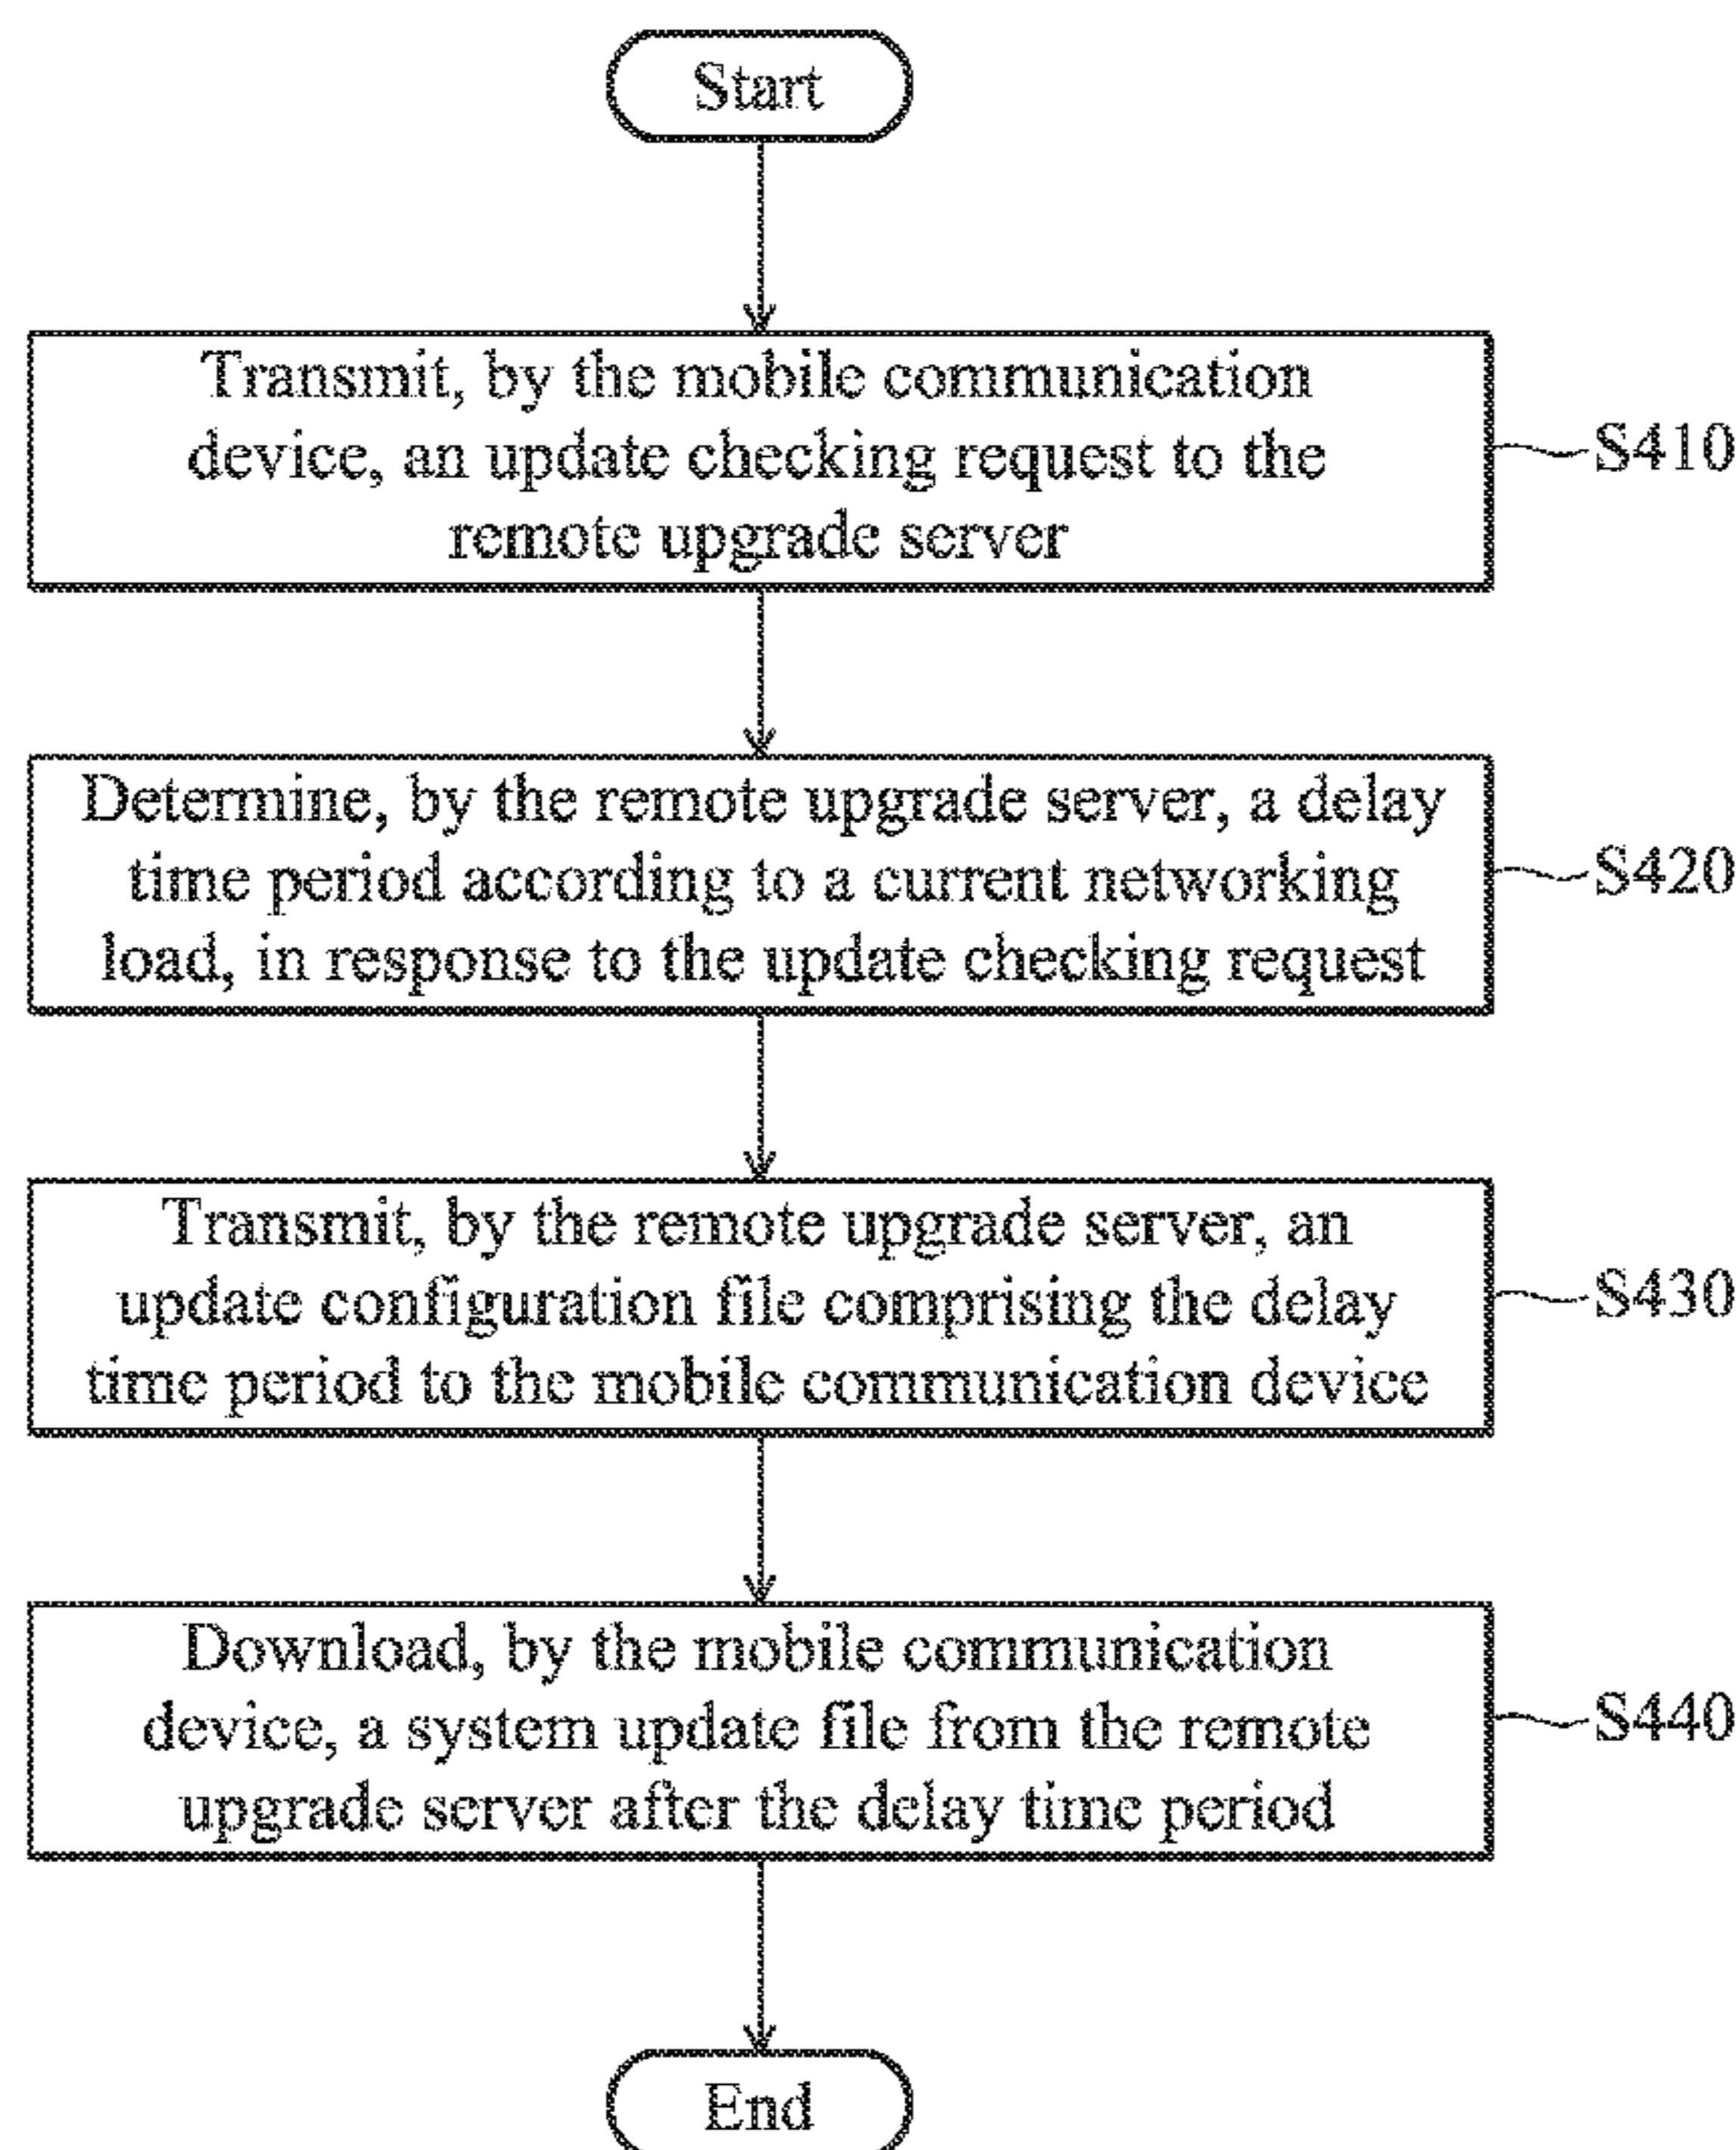 Start
Transmit, by the mobile communication
device, an update checking request to the
remote upgrade server
S410
Determine, by the remote upgrade server, a delay
time period according to a current networking
load, in response to the update checking request
S420
Transmit, by the remote upgrade server, an
update configuration file comprising the delay
time period to the mobile communication device
S430
Download, by the mobile communication
device, a system update file from the remote
upgrade server after the delay time period
S440
End